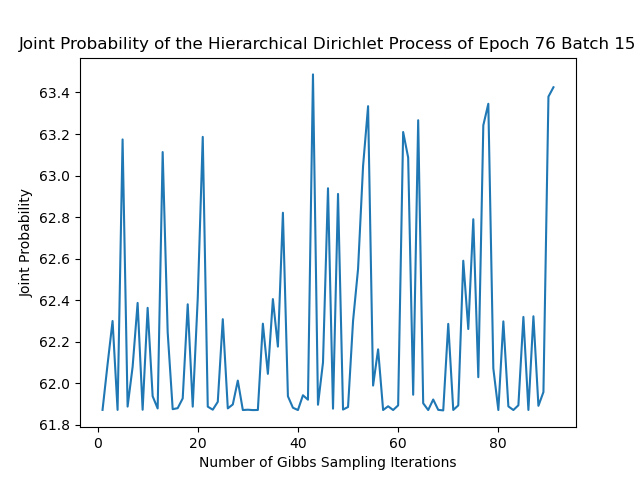 Joint Probability of the Hierarchical Dirichlet Process of Epoch 76 Batch 15
63.4
63.2
63.0
62.8
62.6
62.4
62.2
62.0
61.8
Joint Probability
0 20 40 60 80
Number of Gibbs Sampling Iterations